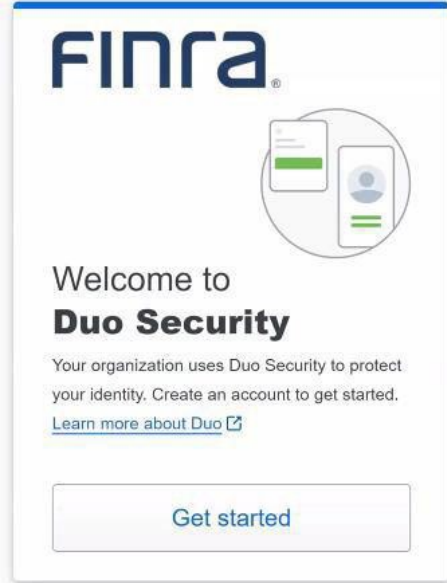 FINra®
Welcome to
Duo Security
Your organization uses Duo Security to protect
your identity. Create an account to get started.
Learn more about Duo
Get started